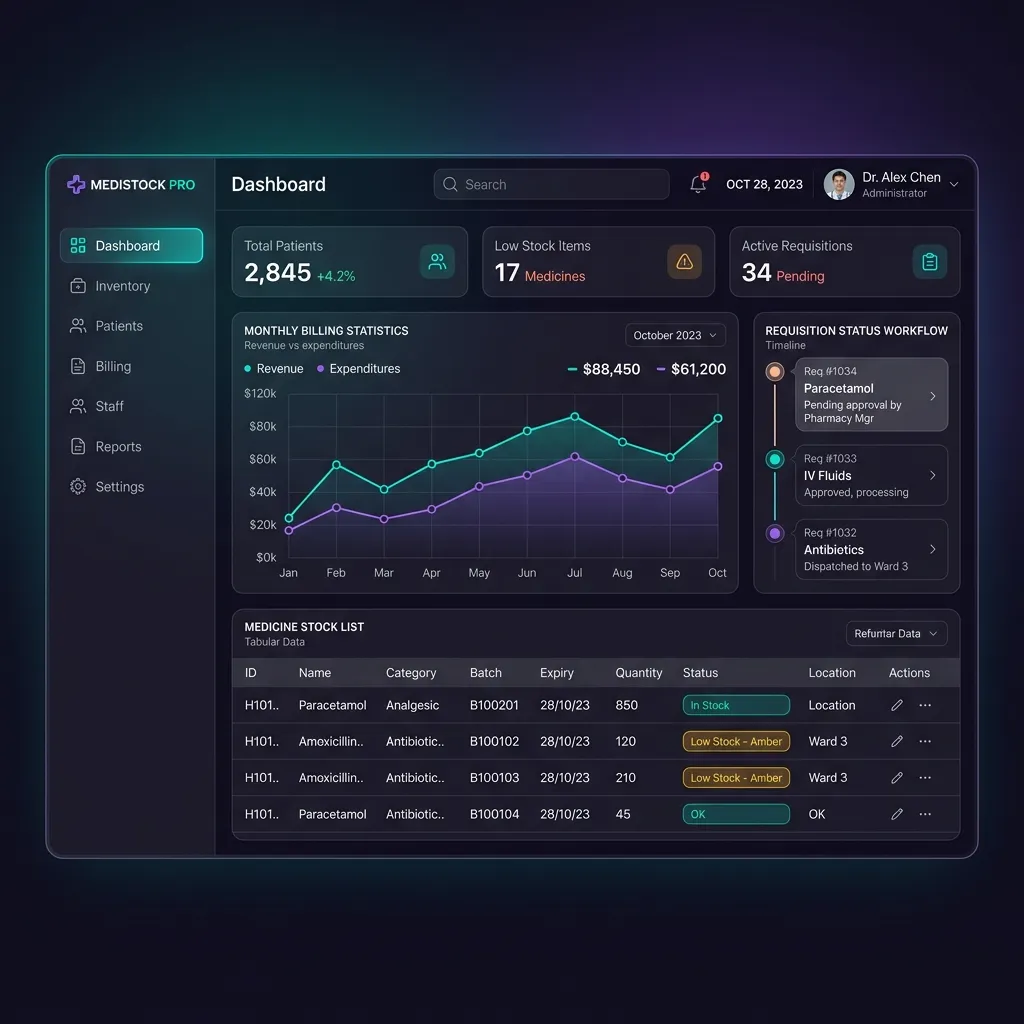 MEDISTOCK PRO
Dashboard
Inventory
Patients
Billing
Staff
Reports
Settings
Dashboard
Search
1
OCT 28, 2023
Dr. Alex Chen
Administrator
Total Patients
2,845 +4.2%
Low Stock Items
17 Medicines
Active Requisitions
34 Pending
MONTHLY BILLING STATISTICS
Revenue vs expenditures
October 2023
Revenue Expenditures
$88,450 $61,200
$120k
$80k
$60k
$40k
$20k
$0k
Jan Feb Mar Apr May Jun Jul Aug Sep Oct
REQUISITION STATUS WORKFLOW
Timeline
Req #1034
Paracetamol
Pending approval by
Pharmacy Mgr
Req #1033
IV Fluids
Approved, processing
Req #1032
Antibiotics
Dispatched to Ward 3
MEDICINE STOCK LIST
Tabular Data
Refumtar Data
ID Name Category Batch Expiry Quantity Status Location Actions
H101.. Paracetamol Analgesic B100201 28/10/23 850 In Stock Location
H101.. Amoxicillin.. Antibiotic.. B100102 28/10/23 120 Low Stock - Amber Ward 3
H101.. Amoxicillin.. Antibiotic.. B100103 28/10/23 210 Low Stock - Amber Ward 3
H101.. Paracetamol Antibiotic.. B100104 28/10/23 45 OK OK